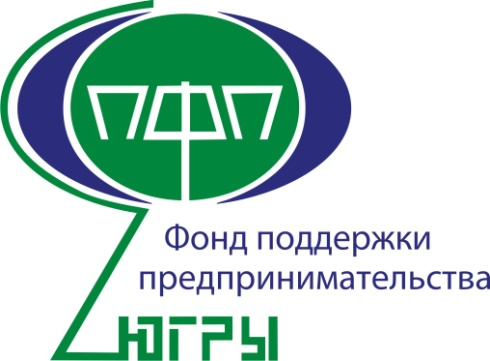 ПФП
Фонд поддержки
предпринимательства
ЮГРЫ